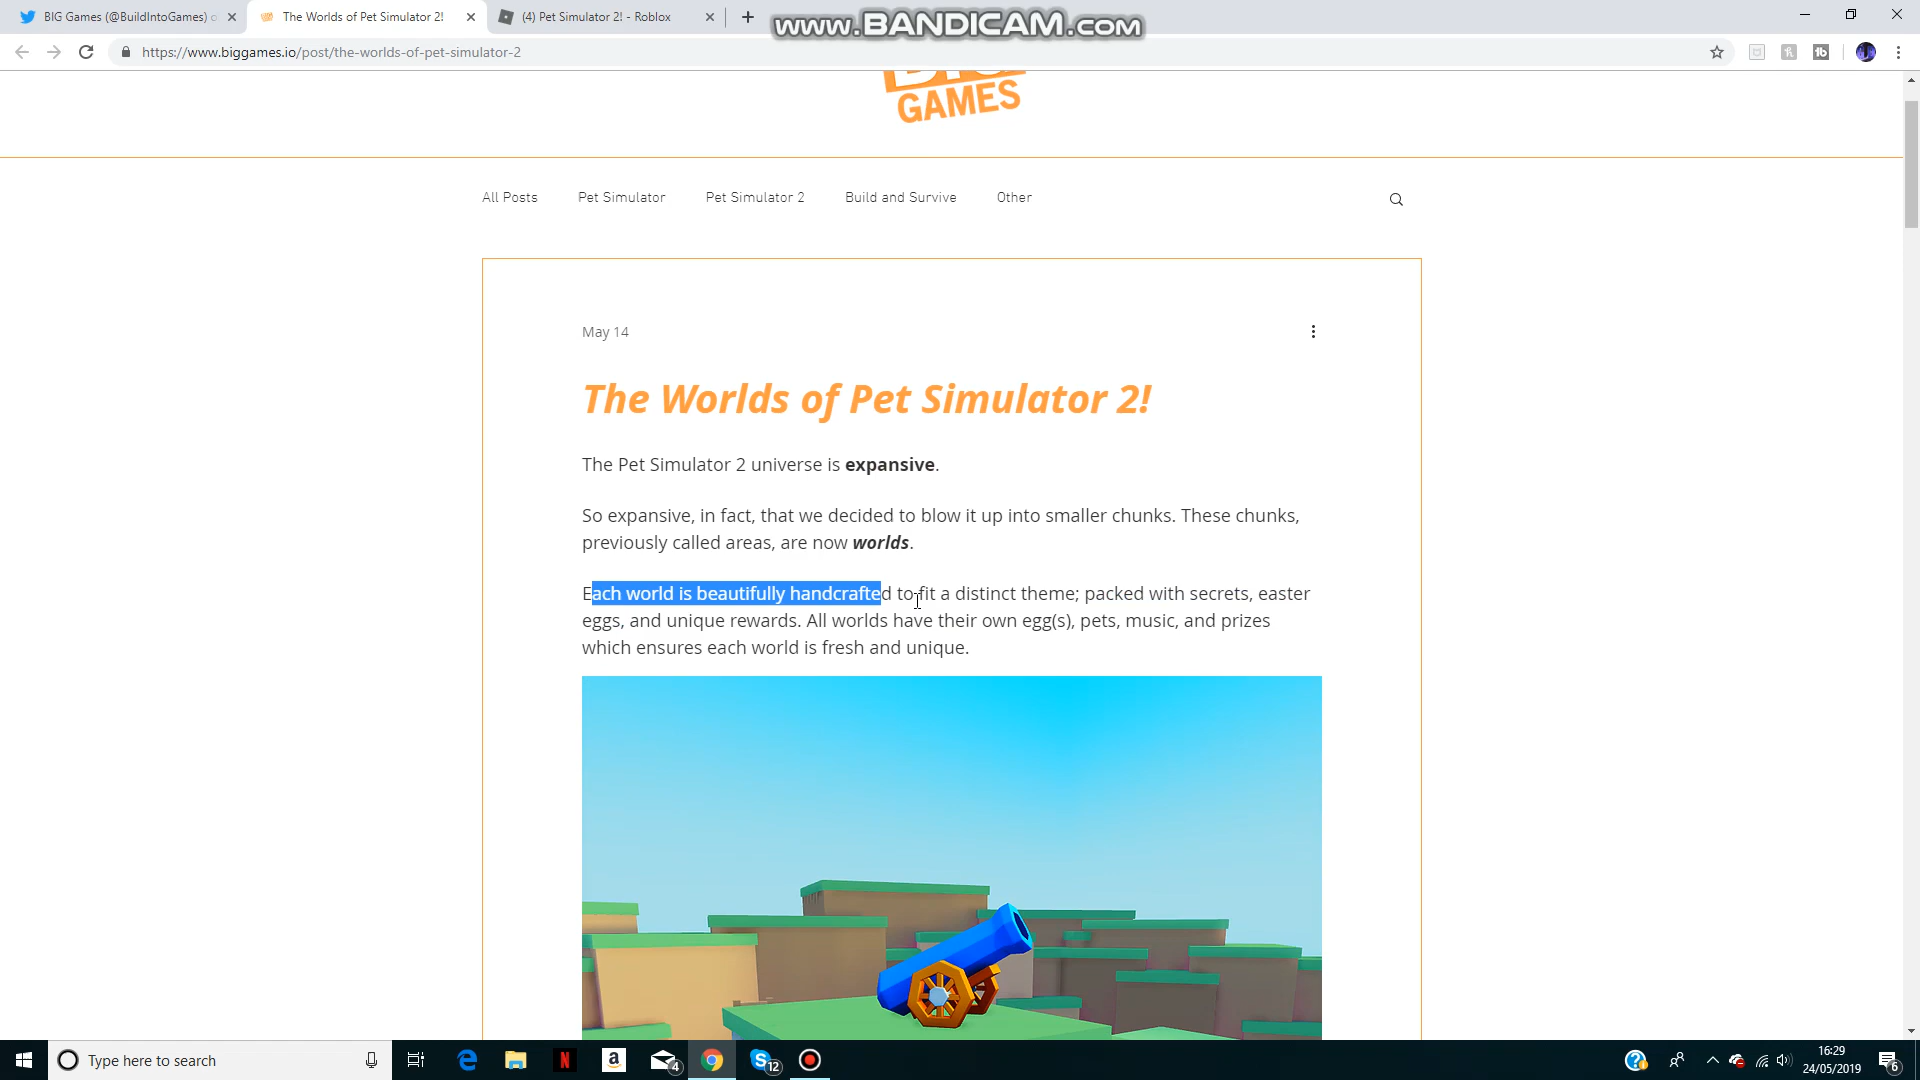 BIG Games (@BuildIntoGames) o
The Worlds of Pet Simulator 2!
(4) Pet Simulator 2! - Roblox
www.BANDICAM.com
https://www.biggames.io/post/the-worlds-of-pet-simulator-2
GAMES
All Posts
Pet Simulator
Pet Simulator 2
Build and Survive
Other
May 14
The Worlds of Pet Simulator 2!
The Pet Simulator 2 universe is expansive.
So expansive, in fact, that we decided to blow it up into smaller chunks. These chunks,
previously called areas, are now worlds.
Each world is beautifully handcrafted to fit a distinct theme; packed with secrets, easter
eggs, and unique rewards. All worlds have their own egg(s), pets, music, and prizes
which ensures each world is fresh and unique.
Type here to search
4
12
16:29
24/05/2019
6